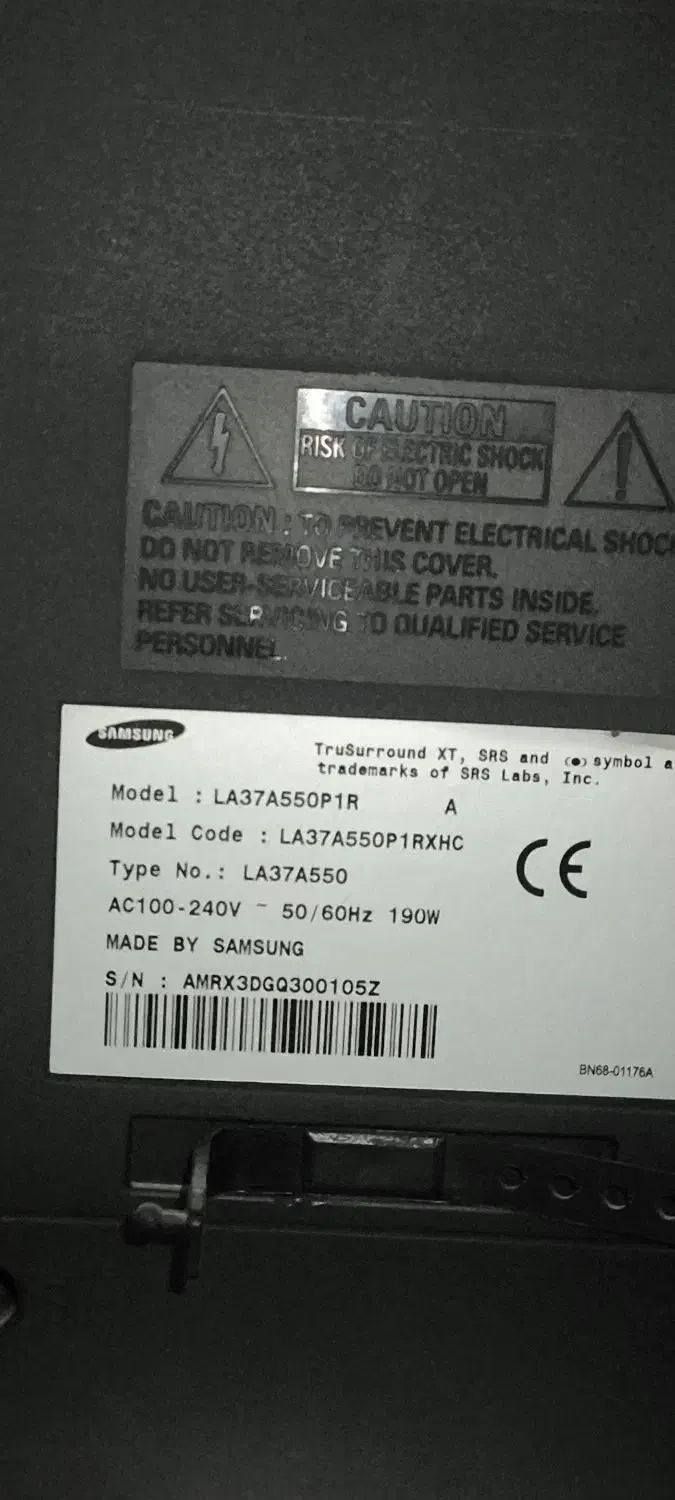 CAUTION
RISK OF ELECTRIC SHOCK
DO NOT OPEN
CAUTION : TO PREVENT ELECTRICAL SHOC
DO NOT REMOVE THIS COVER.
NO USER-SERVICEABLE PARTS INSIDE.
REFER SERVICING TO QUALIFIED SERVICE
PERSONNEL.
SAMSUNG
TruSurround XT, SRS and (●) symbol a
trademarks of SRS Labs, Inc.
Model : LA37A550P1R A
Model Code : LA37A550P1RXHC
Type No.: LA37A550
AC100-240V ~ 50/60Hz 190W
MADE BY SAMSUNG
S/N : AMRX3DGQ300105Z
CE
BN68-01176A